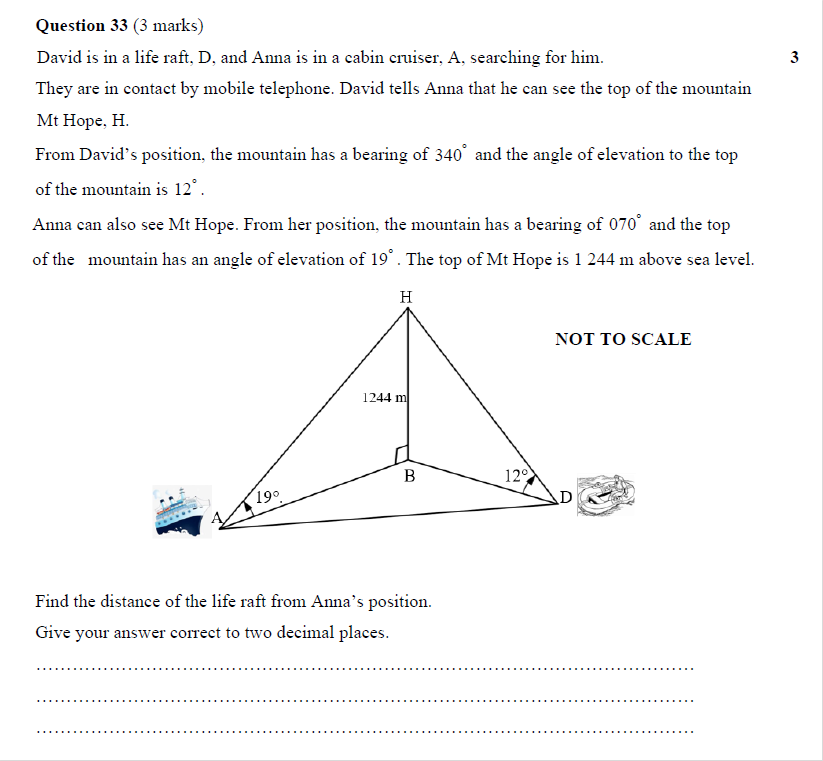 Question 33 (3 marks)
David is in a life raft, D, and Anna is in a cabin cruiser, A, searching for him. 3
They are in contact by mobile telephone. David tells Anna that he can see the top of the mountain
Mt Hope, H.
From David's position, the mountain has a bearing of 340° and the angle of elevation to the top
of the mountain is 12°.
Anna can also see Mt Hope. From her position, the mountain has a bearing of 070° and the top
of the mountain has an angle of elevation of 19°. The top of Mt Hope is 1 244 m above sea level.
H
NOT TO SCALE
1244 m
B
12°
19°
D
A
Find the distance of the life raft from Anna's position.
Give your answer correct to two decimal places.